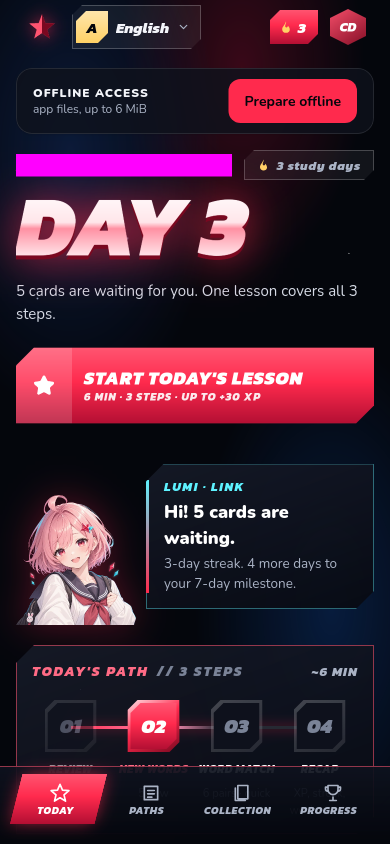 A English
3
CD
OFFLINE ACCESS
app files, up to 6 MiB
Prepare offline
3 study days
DAY 3
5 cards are waiting for you. One lesson covers all 3
steps.
START TODAY'S LESSON
6 MIN · 3 STEPS · UP TO +30 XP
LUMI · LINK
Hi! 5 cards are
waiting.
3-day streak. 4 more days to
your 7-day milestone.
TODAY'S PATH // 3 STEPS
~6 MIN
01 02 03 04
REVIEW NEW WORDS WORD MATCH RECAP
TODAY PATHS COLLECTION PROGRESS